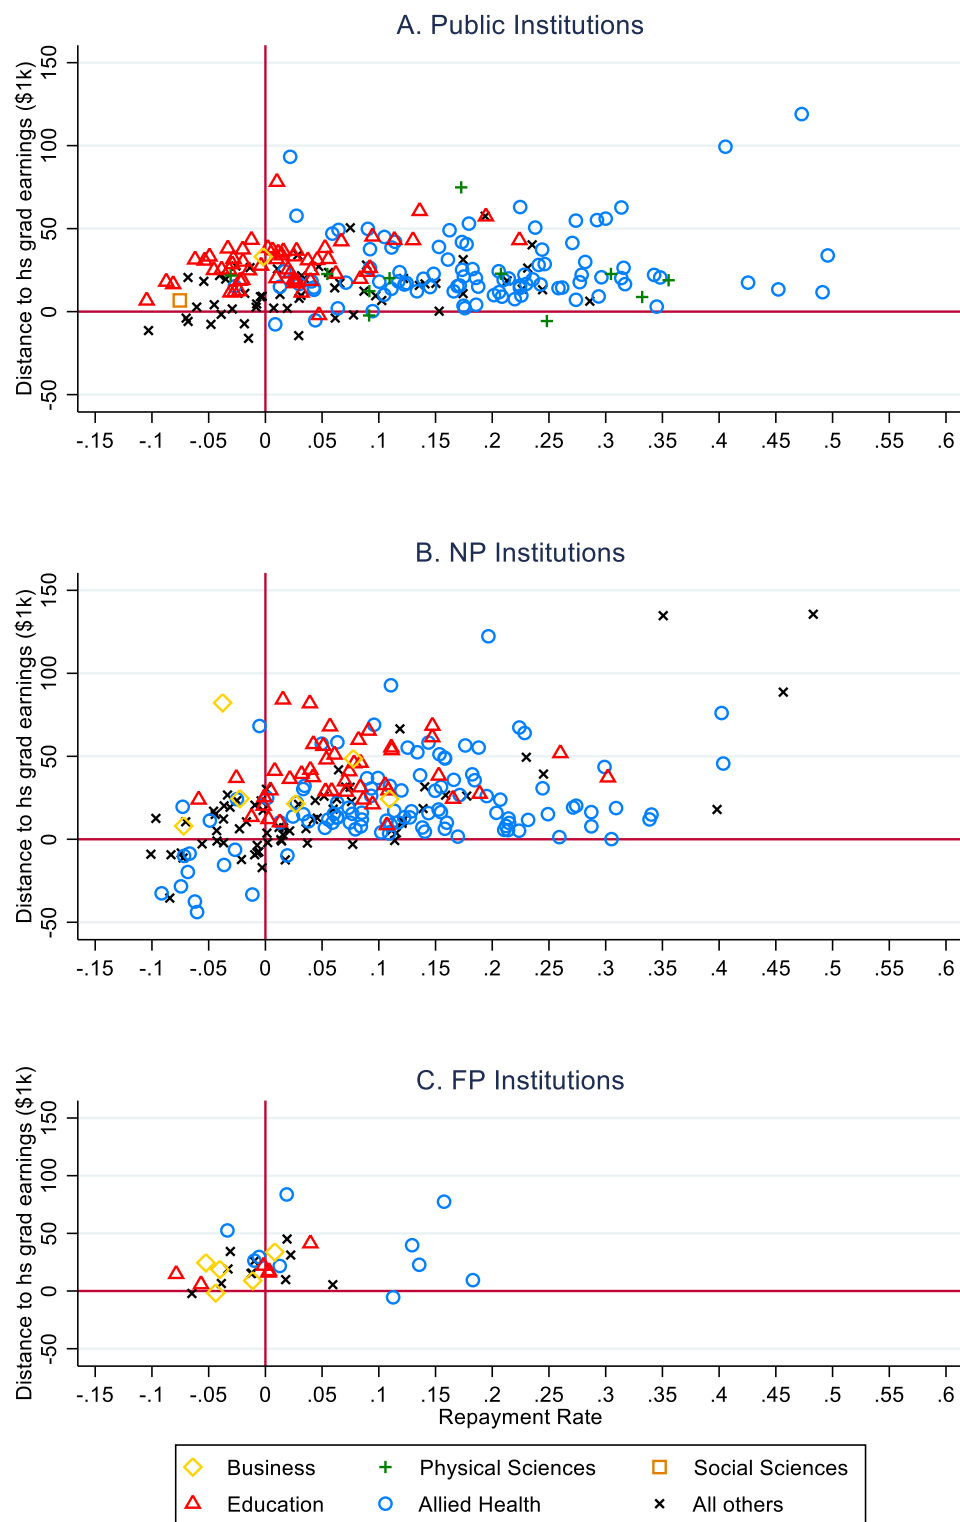 A. Public Institutions
Distance to hs grad earnings ($1k)
150
100
50
0
-50
-.15 -.1 -.05 0 .05 .1 .15 .2 .25 .3 .35 .4 .45 .5 .55 .6
B. NP Institutions
Distance to hs grad earnings ($1k)
150
100
50
0
-50
-.15 -.1 -.05 0 .05 .1 .15 .2 .25 .3 .35 .4 .45 .5 .55 .6
C. FP Institutions
Distance to hs grad earnings ($1k)
150
100
50
0
-50
-.15 -.1 -.05 0 .05 .1 .15 .2 .25 .3 .35 .4 .45 .5 .55 .6
Repayment Rate
Business Physical Sciences Social Sciences
Education Allied Health All others